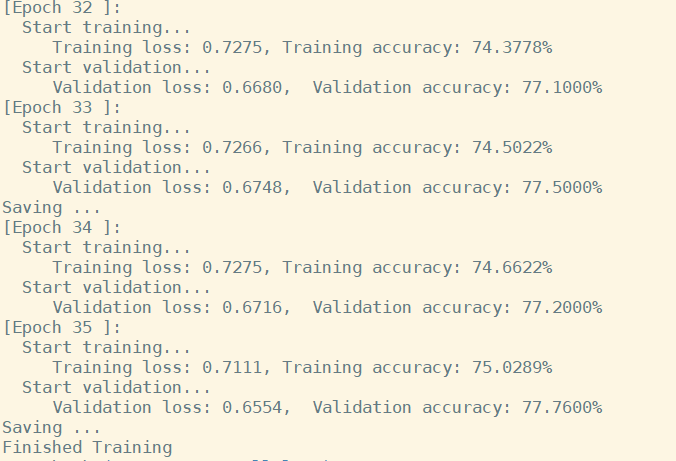 [Epoch 32 ]:
  Start training...
     Training loss: 0.7275, Training accuracy: 74.3778%
  Start validation...
     Validation loss: 0.6680,  Validation accuracy: 77.1000%
[Epoch 33 ]:
  Start training...
     Training loss: 0.7266, Training accuracy: 74.5022%
  Start validation...
     Validation loss: 0.6748,  Validation accuracy: 77.5000%
Saving ...
[Epoch 34 ]:
  Start training...
     Training loss: 0.7275, Training accuracy: 74.6622%
  Start validation...
     Validation loss: 0.6716,  Validation accuracy: 77.2000%
[Epoch 35 ]:
  Start training...
     Training loss: 0.7111, Training accuracy: 75.0289%
  Start validation...
     Validation loss: 0.6554,  Validation accuracy: 77.7600%
Saving ...
Finished Training